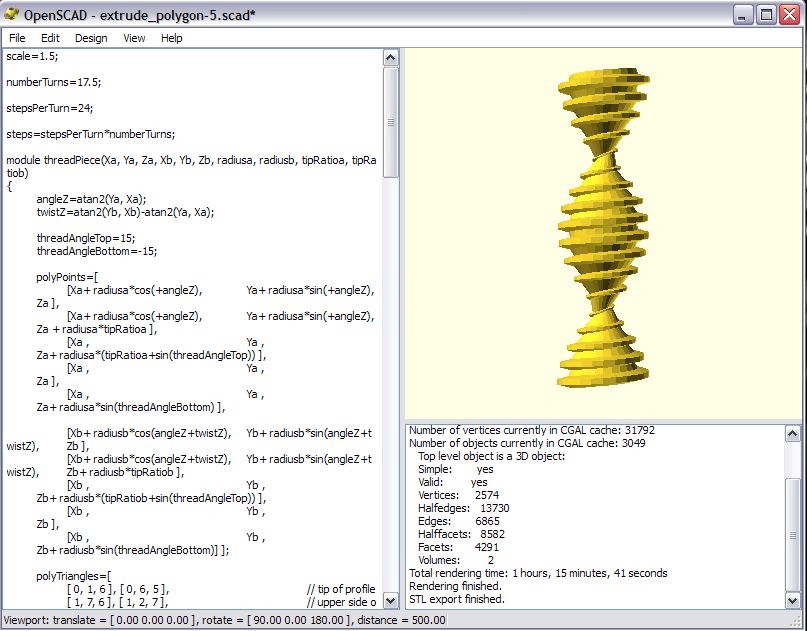 OpenSCAD - extrude_polygon-5.scad*
File Edit Design View Help
scale=1.5;
numberTurns=17.5;
stepsPerTurn=24;
steps=stepsPerTurn*numberTurns;
module threadPiece(Xa, Ya, Za, Xb, Yb, Zb, radiusa, radiusb, tipRatioa, tipRa
tiob)
{
angleZ=atan2(Ya, Xa);
twistZ=atan2(Yb, Xb)-atan2(Ya, Xa);
threadAngleTop=15;
threadAngleBottom=-15;
polyPoints=[
[Xa+ radiusa*cos(+angleZ), Ya+ radiusa*sin(+angleZ),
Za ],
[Xa+ radiusa*cos(+angleZ), Ya+ radiusa*sin(+angleZ),
Za + radiusa*tipRatioa ],
[Xa , Ya ,
Za+ radiusa*(tipRatioa+sin(threadAngleTop)) ],
[Xa , Ya ,
Za ],
[Xa , Ya ,
Za+ radiusa*sin(threadAngleBottom) ],
[Xb+ radiusb*cos(angleZ+twistZ), Yb+ radiusb*sin(angleZ+t
wistZ), Zb ],
[Xb+ radiusb*cos(angleZ+twistZ), Yb+ radiusb*sin(angleZ+t
wistZ), Zb+ radiusb*tipRatiob ],
[Xb , Yb ,
Zb+ radiusb*(tipRatiob+sin(threadAngleTop)) ],
[Xb , Yb ,
Zb ],
[Xb , Yb ,
Zb+ radiusb*sin(threadAngleBottom)] ];
polyTriangles=[
[ 0, 1, 6 ], [ 0, 6, 5 ], // tip of profile
[ 1, 7, 6 ], [ 1, 2, 7 ], // upper side o
Number of vertices currently in CGAL cache: 31792
Number of objects currently in CGAL cache: 3049
Top level object is a 3D object:
Simple: yes
Valid: yes
Vertices: 2574
Halfedges: 13730
Edges: 6865
Halffacets: 8582
Facets: 4291
Volumes: 2
Total rendering time: 1 hours, 15 minutes, 41 seconds
Rendering finished.
STL export finished.
Viewport: translate = [ 0.00 0.00 0.00 ], rotate = [ 90.00 0.00 180.00 ], distance = 500.00